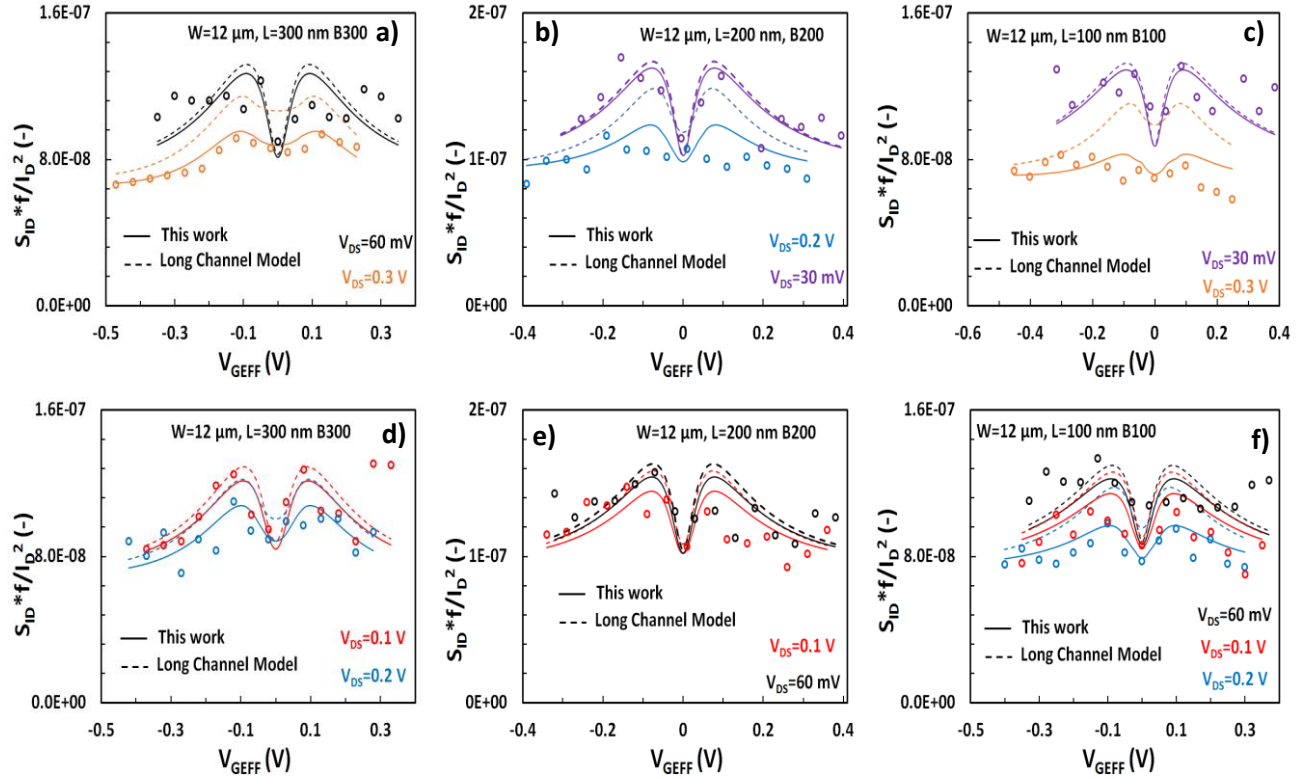 1.6E-07
8.0E-08
0.0E+00
S_ID*f/I_D^2 (-)
W=12 µm, L=300 nm B300
a)
This work
Long Channel Model
V_DS=60 mV
V_DS=0.3 V
-0.5 -0.3 -0.1 0.1 0.3
V_GEFF (V)
2E-07
1E-07
0E+00
S_ID*f/I_D^2 (-)
b)
W=12 µm, L=200 nm, B200
This work
Long Channel Model
V_DS=0.2 V
V_DS=30 mV
-0.4 -0.2 0 0.2 0.4
V_GEFF (V)
1.6E-07
8.0E-08
0.0E+00
S_ID*f/I_D^2 (-)
c)
W=12 µm, L=100 nm B100
This work
Long Channel Model
V_DS=30 mV
V_DS=0.3 V
-0.6 -0.4 -0.2 0 0.2 0.4
V_GEFF (V)
1.6E-07
8.0E-08
0.0E+00
S_ID*f/I_D^2 (-)
W=12 µm, L=300 nm B300
d)
This work
Long Channel Model
V_DS=0.1 V
V_DS=0.2 V
-0.5 -0.3 -0.1 0.1 0.3
V_GEFF (V)
2E-07
1E-07
0E+00
S_ID*f/I_D^2 (-)
e)
W=12 µm, L=200 nm B200
This work
Long Channel Model
V_DS=0.1 V
V_DS=60 mV
-0.4 -0.2 0 0.2 0.4
V_GEFF (V)
1.6E-07
8.0E-08
0.0E+00
S_ID*f/I_D^2 (-)
W=12 µm, L=100 nm B100
f)
This work
Long Channel Model
V_DS=60 mV
V_DS=0.1 V
V_DS=0.2 V
-0.5 -0.3 -0.1 0.1 0.3
V_GEFF (V)